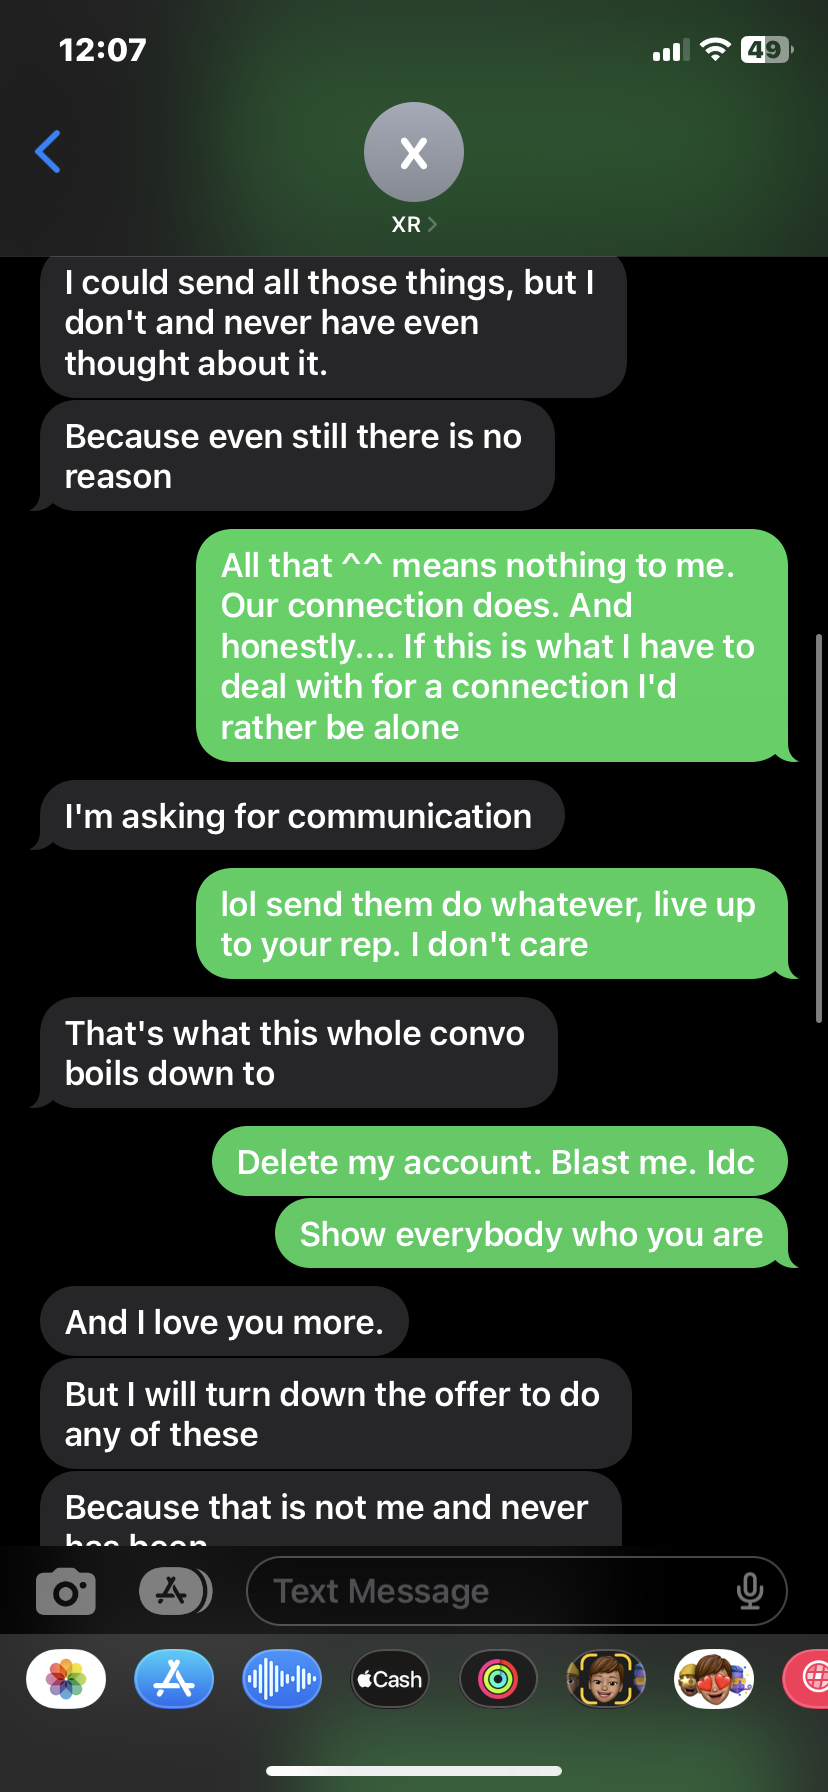 12:07
49
X
XR
I could send all those things, but I
don't and never have even
thought about it.
Because even still there is no
reason
All that ^^ means nothing to me.
Our connection does. And
honestly.... If this is what I have to
deal with for a connection I'd
rather be alone
I'm asking for communication
lol send them do whatever, live up
to your rep. I don't care
That's what this whole convo
boils down to
Delete my account. Blast me. Idc
Show everybody who you are
And I love you more.
But I will turn down the offer to do
any of these
Because that is not me and never
has been
Text Message
Cash